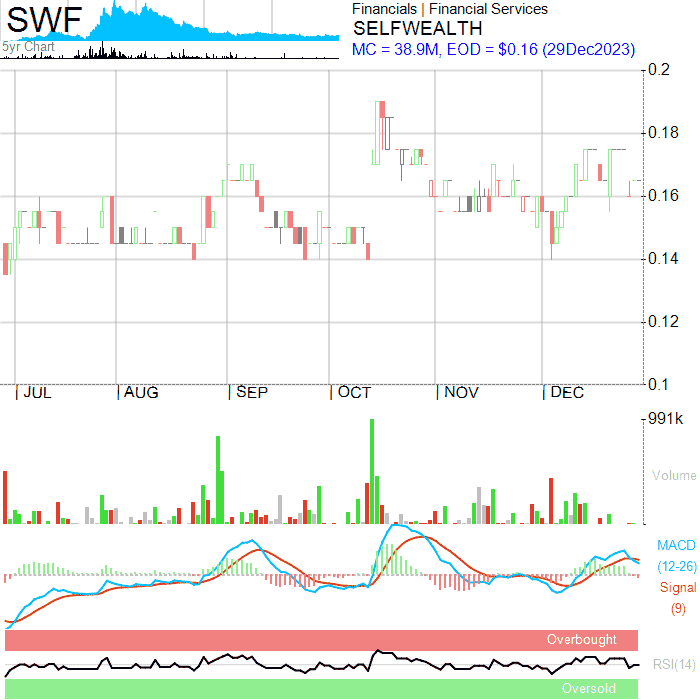 SWF
5yr Chart
Financials | Financial Services
SELFWEALTH
MC = 38.9M, EOD = $0.16 (29Dec2023)
0.2
0.18
0.16
0.14
0.12
0.1
| JUL | AUG | SEP | OCT | NOV | DEC
991k
Volume
MACD
(12-26)
Signal
(9)
Overbought
RSI(14)
Oversold